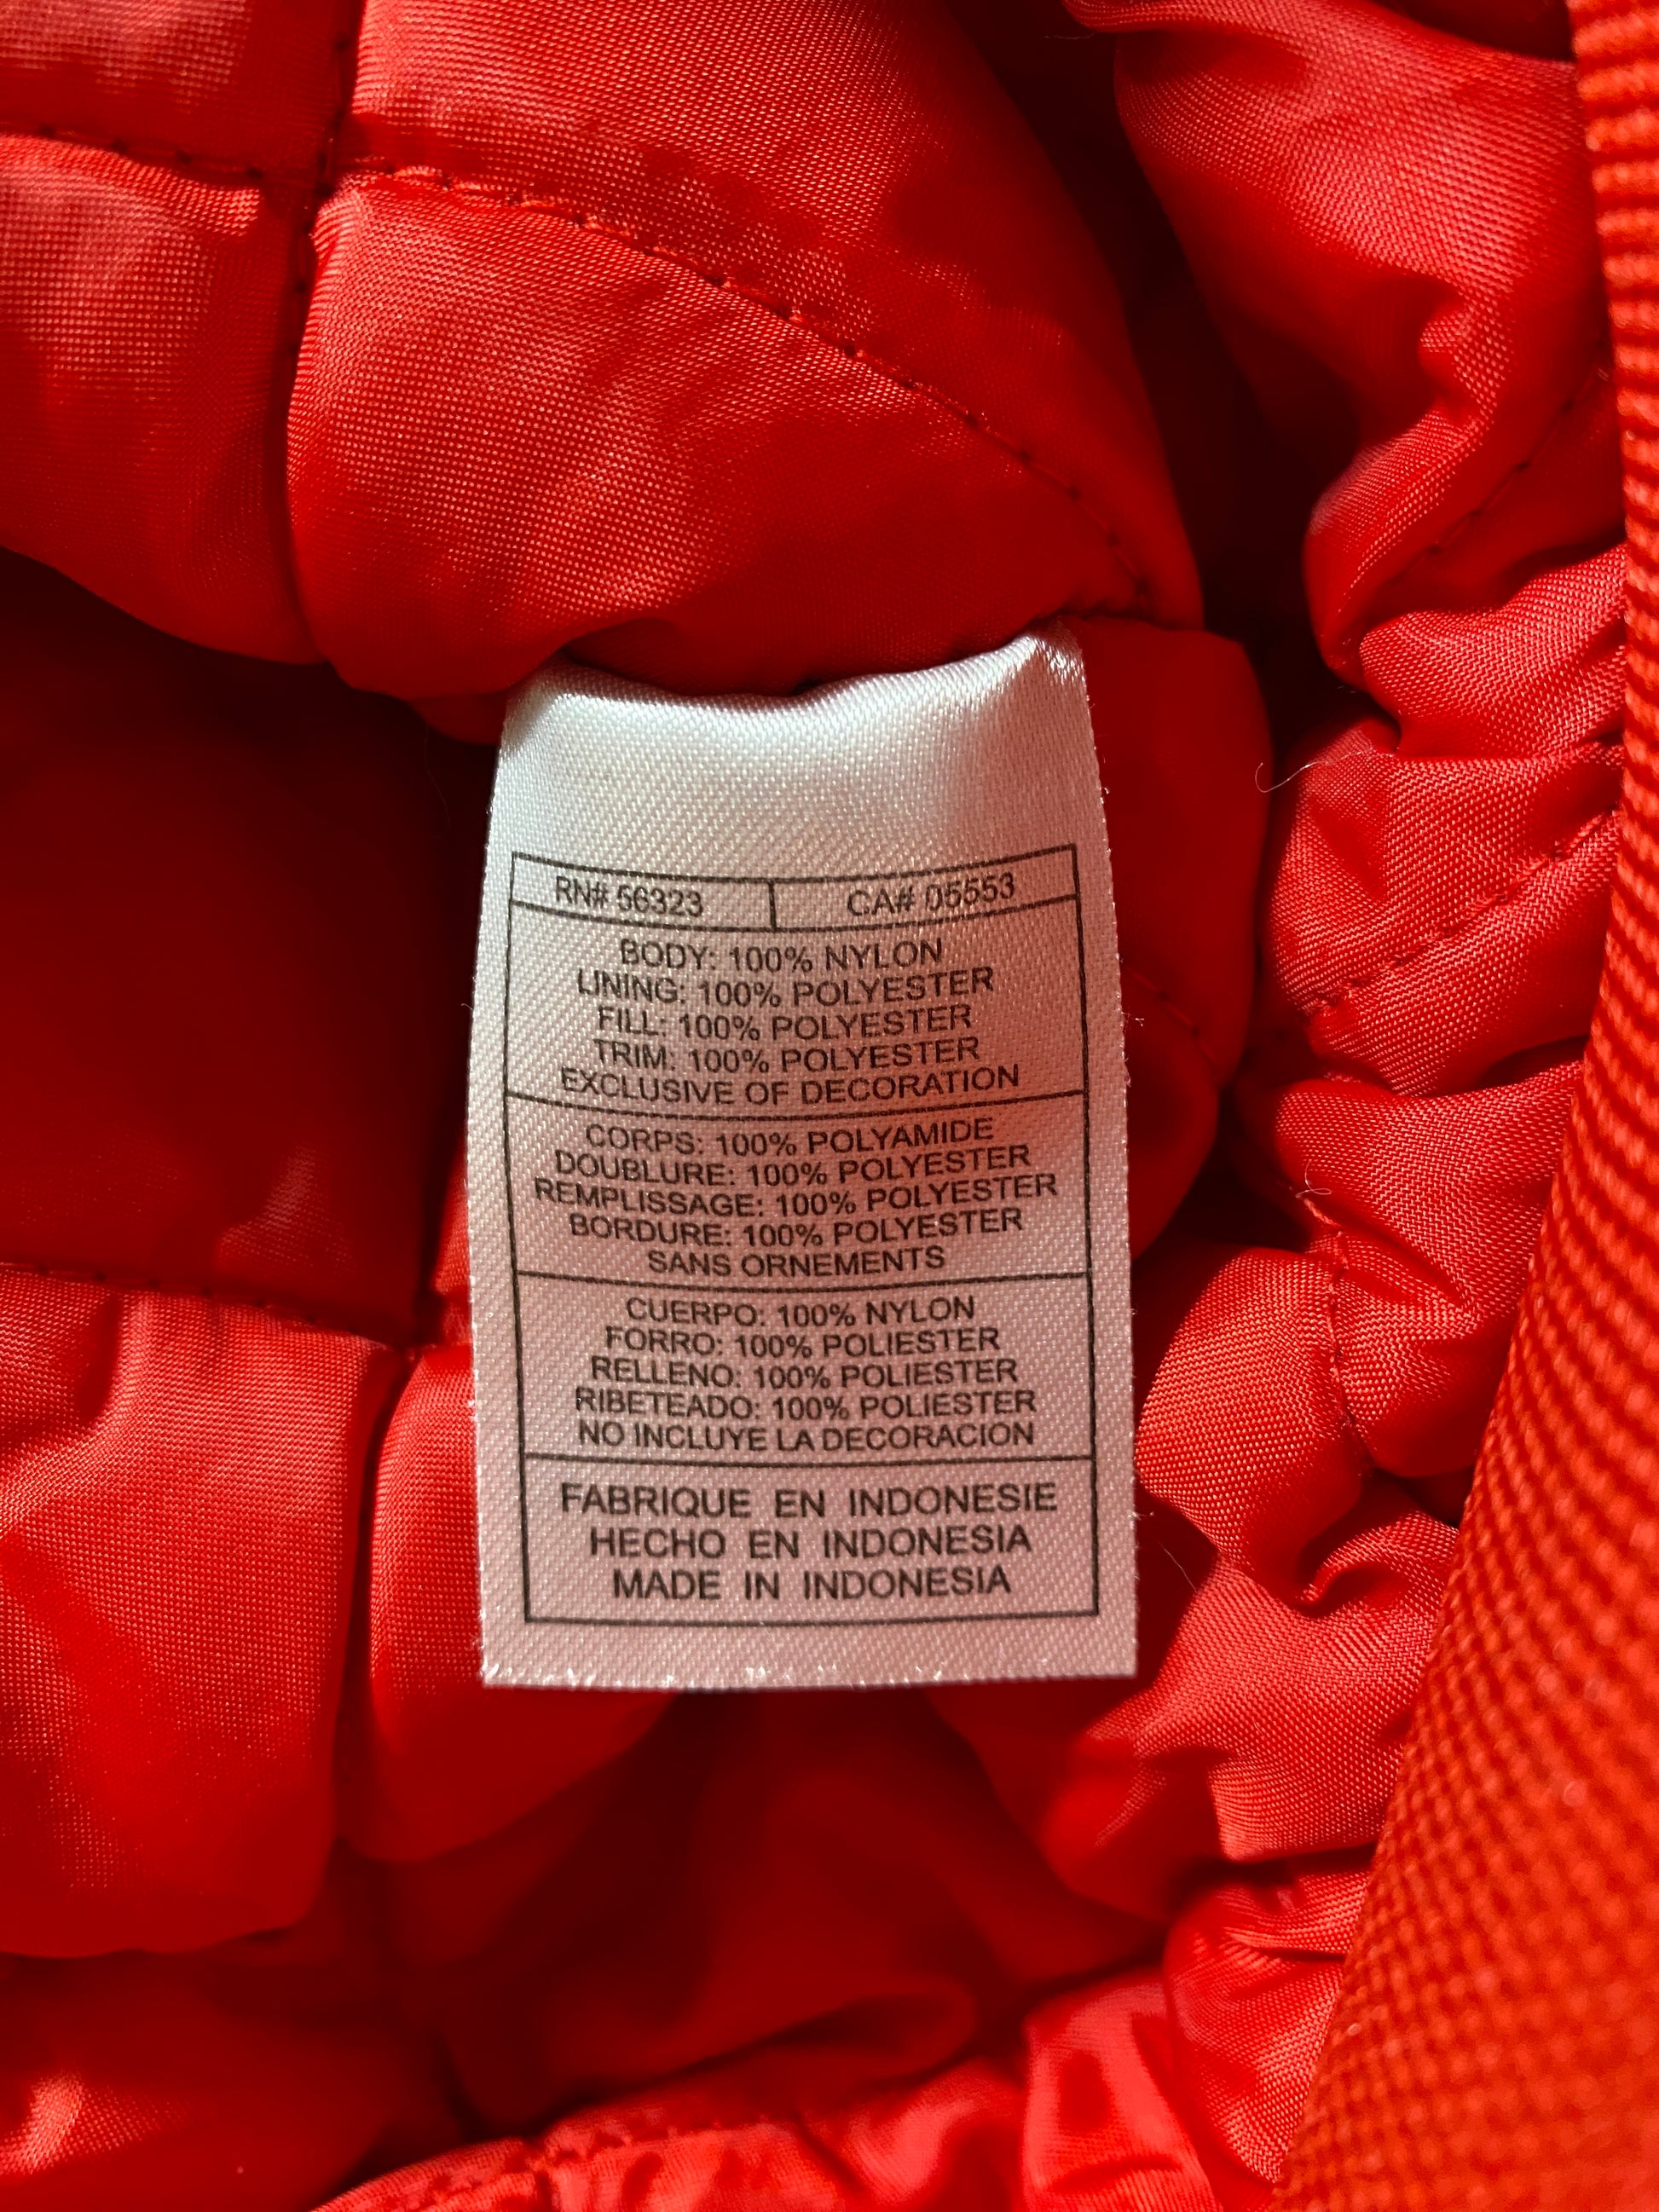 RN# 56323 CA# 05553
BODY: 100% NYLON
LINING: 100% POLYESTER
FILL: 100% POLYESTER
TRIM: 100% POLYESTER
EXCLUSIVE OF DECORATION
CORPS: 100% POLYAMIDE
DOUBLURE: 100% POLYESTER
REMPLISSAGE: 100% POLYESTER
BORDURE: 100% POLYESTER
SANS ORNEMENTS
CUERPO: 100% NYLON
FORRO: 100% POLIESTER
RELLENO: 100% POLIESTER
RIBETEADO: 100% POLIESTER
NO INCLUYE LA DECORACION
FABRIQUE EN INDONESIE
HECHO EN INDONESIA
MADE IN INDONESIA